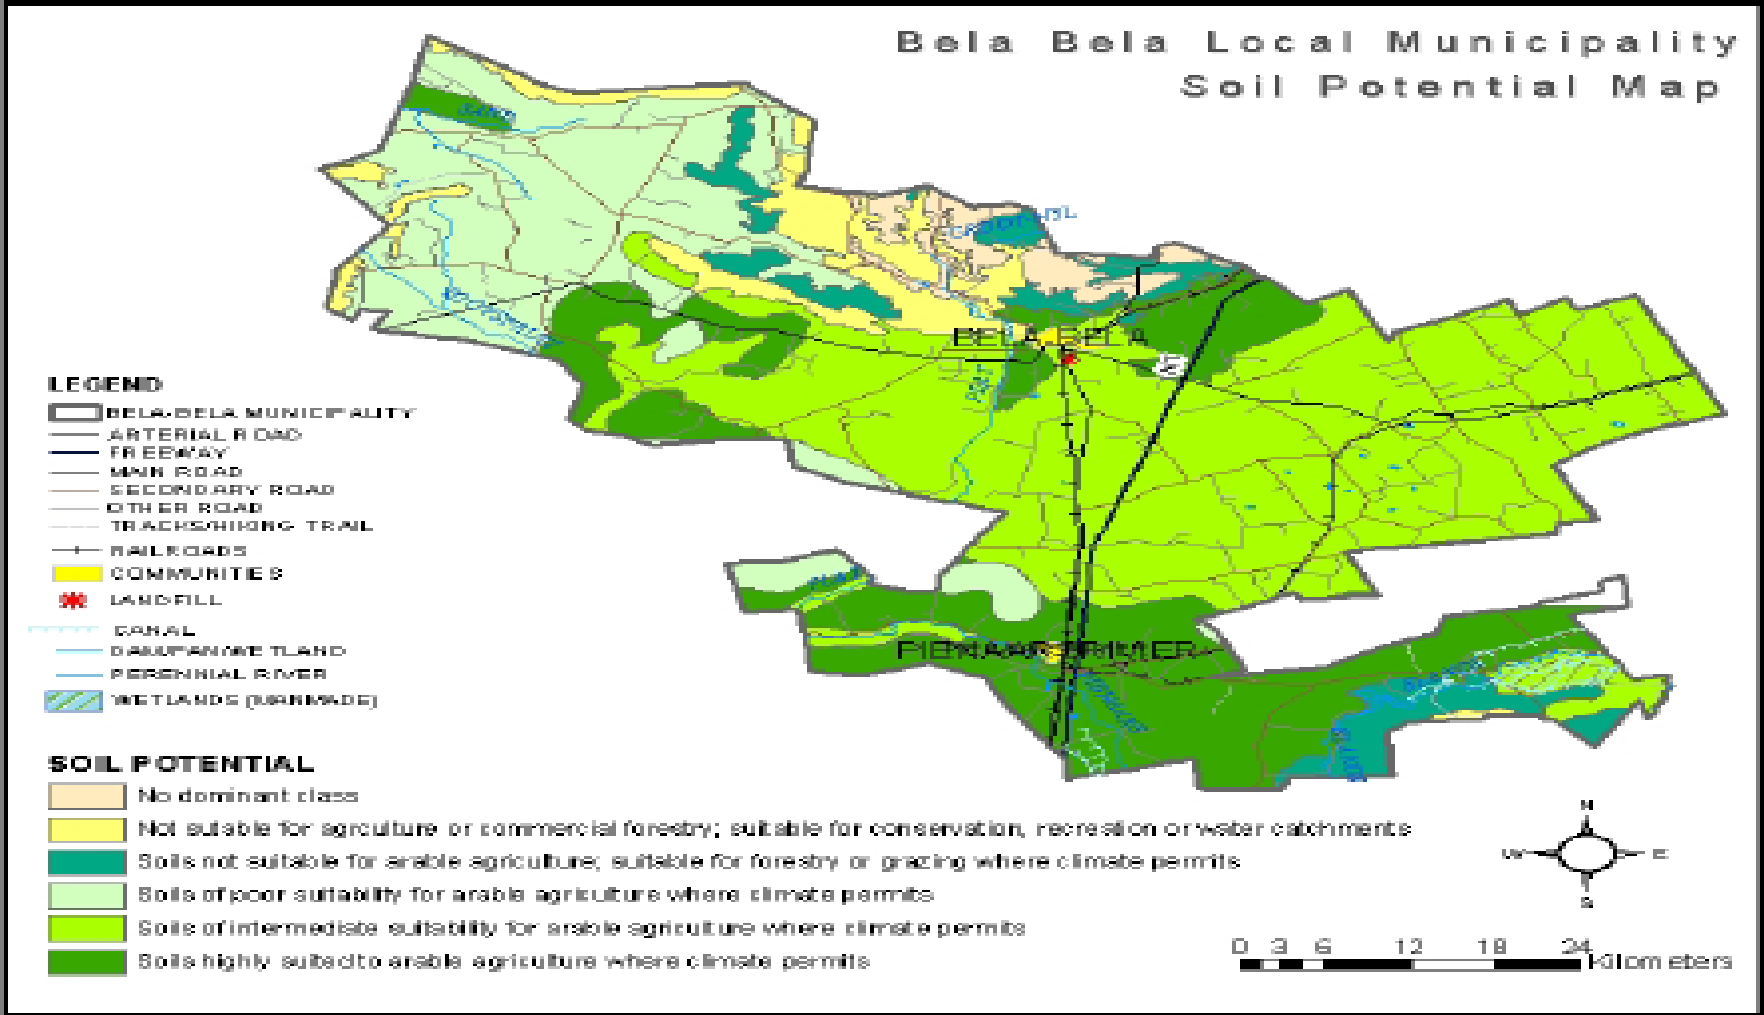 Bela Bela Local Municipality
Soil Potential Map
BELA BELA
LEGEND
BELA-BELA MUNICIPALITY
ARTERIAL ROAD
FREEWAY
MAIN ROAD
SECONDARY ROAD
OTHER ROAD
TRACKS/HIKING TRAIL
RAILROADS
COMMUNITIES
LANDFILL
CANAL
DAM/PAN/WETLAND
PERENNIAL RIVER
WETLANDS (MANMADE)
SOIL POTENTIAL
No dominant class
Not suitable for agriculture or commercial forestry; suitable for conservation, recreation or water catchments
Soils not suitable for arable agriculture; suitable for forestry or grazing where climate permits
Soils of poor suitability for arable agriculture where climate permits
Soils of intermediate suitability for arable agriculture where climate permits
Soils highly suited to arable agriculture where climate permits
N
W E
S
0 3 6 12 18 24
Kilometers